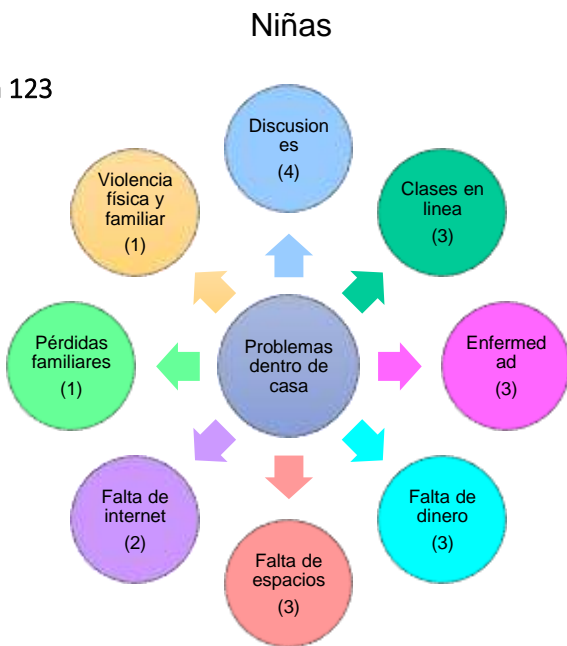 Niñas
123
Discusion
es
(4)
Clases en
linea
(3)
Enfermed
ad
(3)
Falta de
dinero
(3)
Falta de
espacios
(3)
Falta de
internet
(2)
Pérdidas
familiares
(1)
Violencia
física y
familiar
(1)
Problemas
dentro de
casa